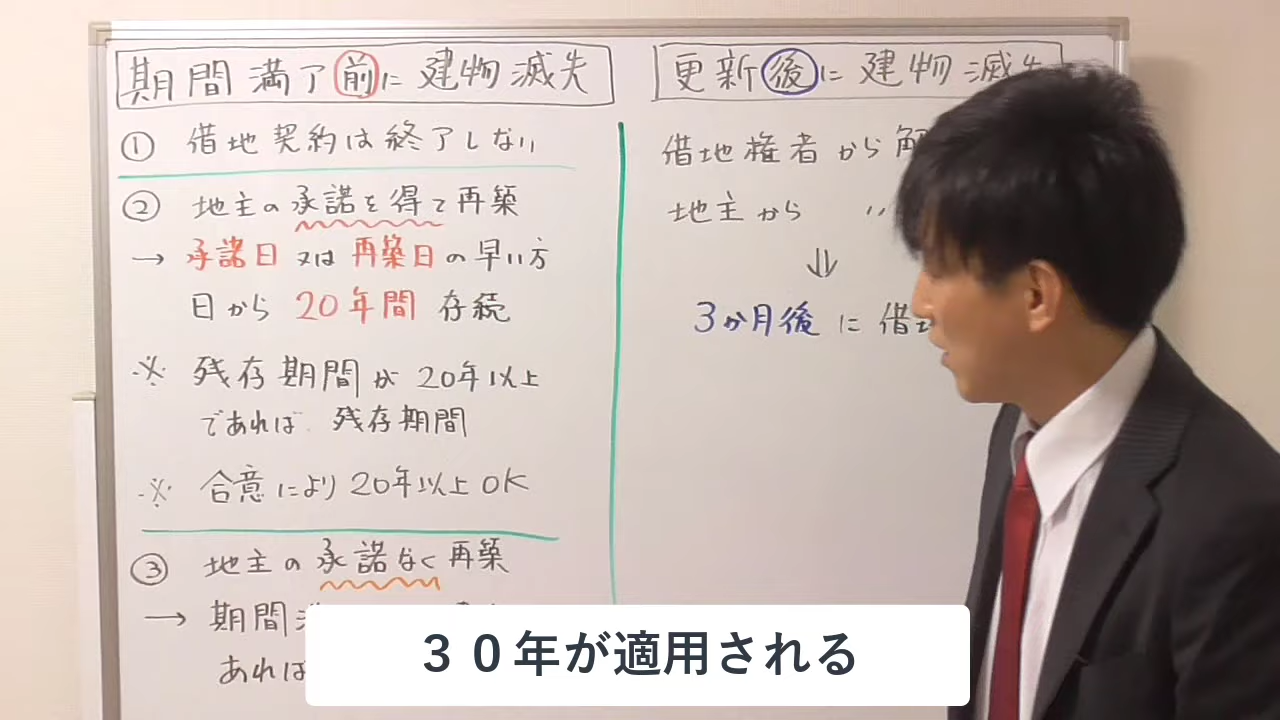 期間満了前に建物滅失
① 借地契約は終了しない
② 地主の承諾を得て再築
→ 承諾日又は再築日の早い方
日から 20年間 存続
※ 残存期間が20年以上
であれば 残存期間
※ 合意により20年以上OK
③ 地主の承諾なく再築
→ 期間
あれば
更新後に建物滅失
借地権者から解
地主から 〃
⇓
3か月後に借地
３０年が適用される